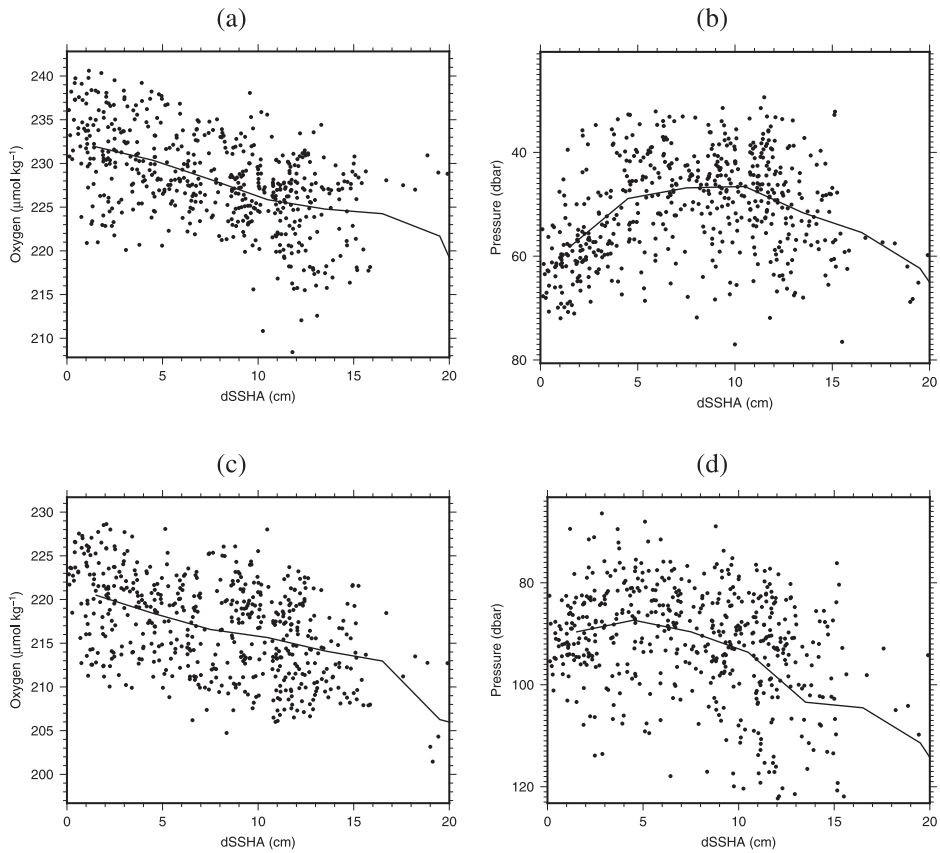 (a)
(b)
240
235
230
225
220
215
210
Oxygen (μmol kg⁻¹)
0 5 10 15 20
dSSHA (cm)
40
60
80
Pressure (dbar)
0 5 10 15 20
dSSHA (cm)
(c)
(d)
230
225
220
215
210
205
200
Oxygen (μmol kg⁻¹)
0 5 10 15 20
dSSHA (cm)
80
100
120
Pressure (dbar)
0 5 10 15 20
dSSHA (cm)